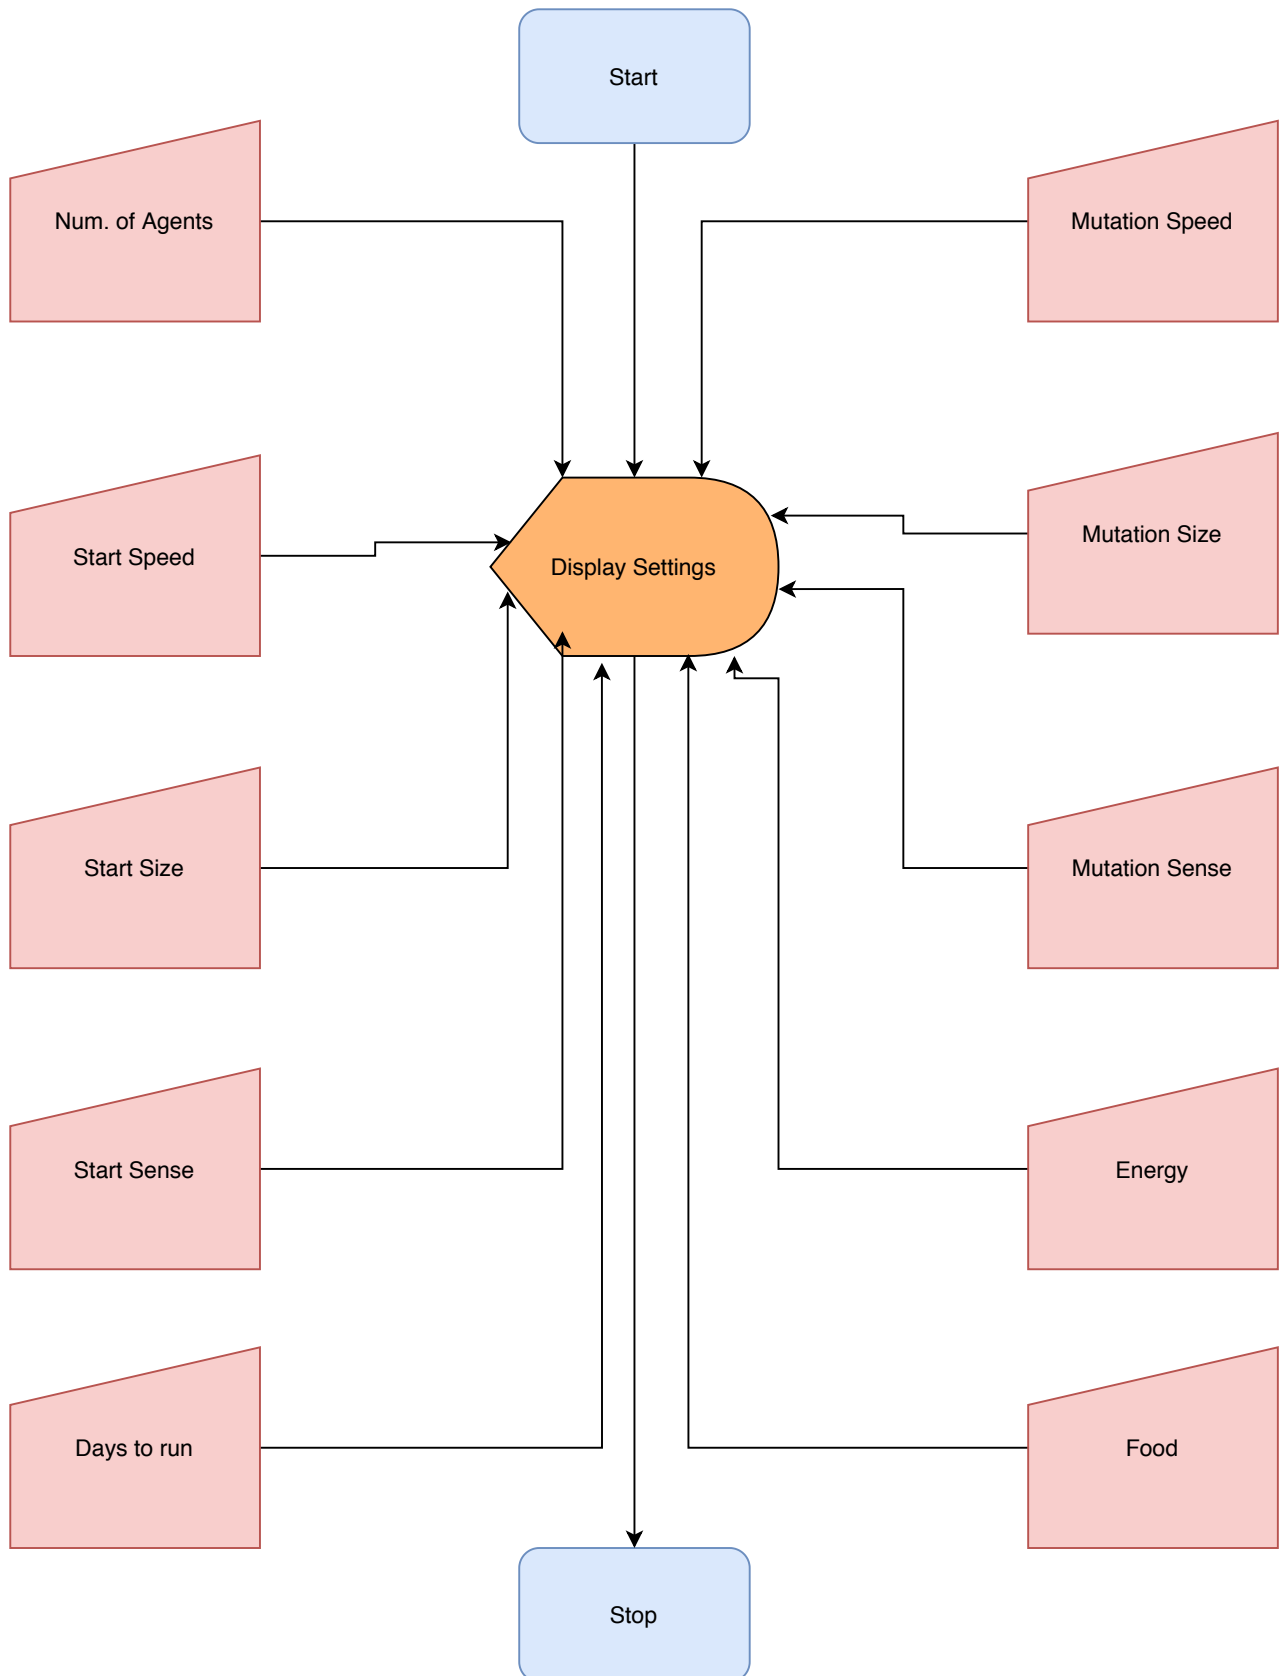 Start
Num. of Agents
Mutation Speed
Start Speed
Display Settings
Mutation Size
Start Size
Mutation Sense
Start Sense
Energy
Days to run
Food
Stop